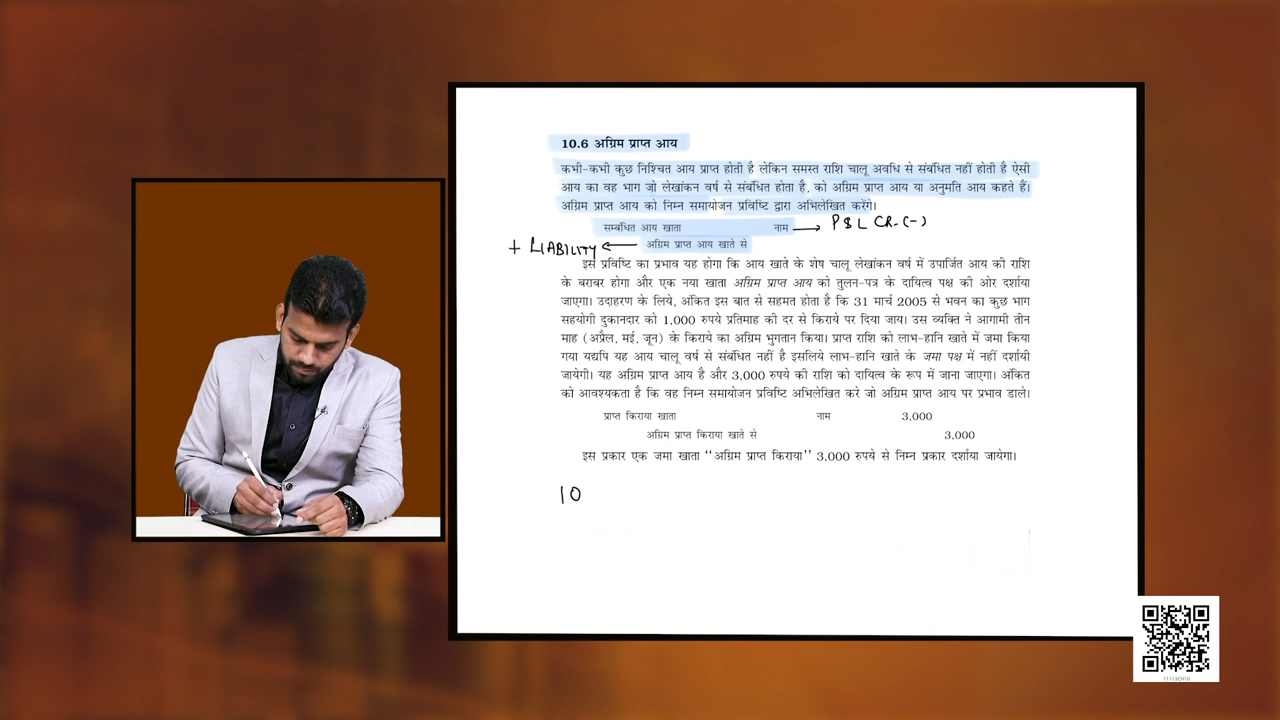 10.6 अग्रिम प्राप्त आय
कभी-कभी कुछ निश्चित आय प्राप्त होती है लेकिन समस्त राशि चालू अवधि से संबंधित नहीं होती है ऐसी
आय का वह भाग जो लेखांकन वर्ष से संबंधित होता है, को अग्रिम प्राप्त आय या अनुमति आय कहते हैं।
अग्रिम प्राप्त आय को निम्न समायोजन प्रविष्टि द्वारा अभिलेखित करेंगे।
सम्बंधित आय खाता नाम → P&L CR. (-)
+ LIABILITY ← अग्रिम प्राप्त आय खाते से
इस प्रविष्टि का प्रभाव यह होगा कि आय खाते के शेष चालू लेखांकन वर्ष में उपार्जित आय की राशि
के बराबर होगा और एक नया खाता अग्रिम प्राप्त आय को तुलन-पत्र के दायित्व पक्ष की ओर दर्शाया
जाएगा। उदाहरण के लिये, अंकित इस बात से सहमत होता है कि 31 मार्च 2005 से भवन का कुछ भाग
सहयोगी दुकानदार को 1,000 रुपये प्रतिमाह की दर से किराये पर दिया जाय। उस व्यक्ति ने आगामी तीन
माह (अप्रैल, मई, जून) के किराये का अग्रिम भुगतान किया। प्राप्त राशि को लाभ-हानि खाते में जमा किया
गया यद्यपि यह आय चालू वर्ष से संबंधित नहीं है इसलिये लाभ-हानि खाते के जमा पक्ष में नहीं दर्शायी
जायेगी। यह अग्रिम प्राप्त आय है और 3,000 रुपये की राशि को दायित्व के रूप में जाना जाएगा। अंकित
को आवश्यकता है कि वह निम्न समायोजन प्रविष्टि अभिलेखित करे जो अग्रिम प्राप्त आय पर प्रभाव डाले।
प्राप्त किराया खाता नाम 3,000
अग्रिम प्राप्त किराया खाते से 3,000
इस प्रकार एक जमा खाता ‘‘अग्रिम प्राप्त किराया’’ 3,000 रुपये से निम्न प्रकार दर्शाया जायेगा।
10